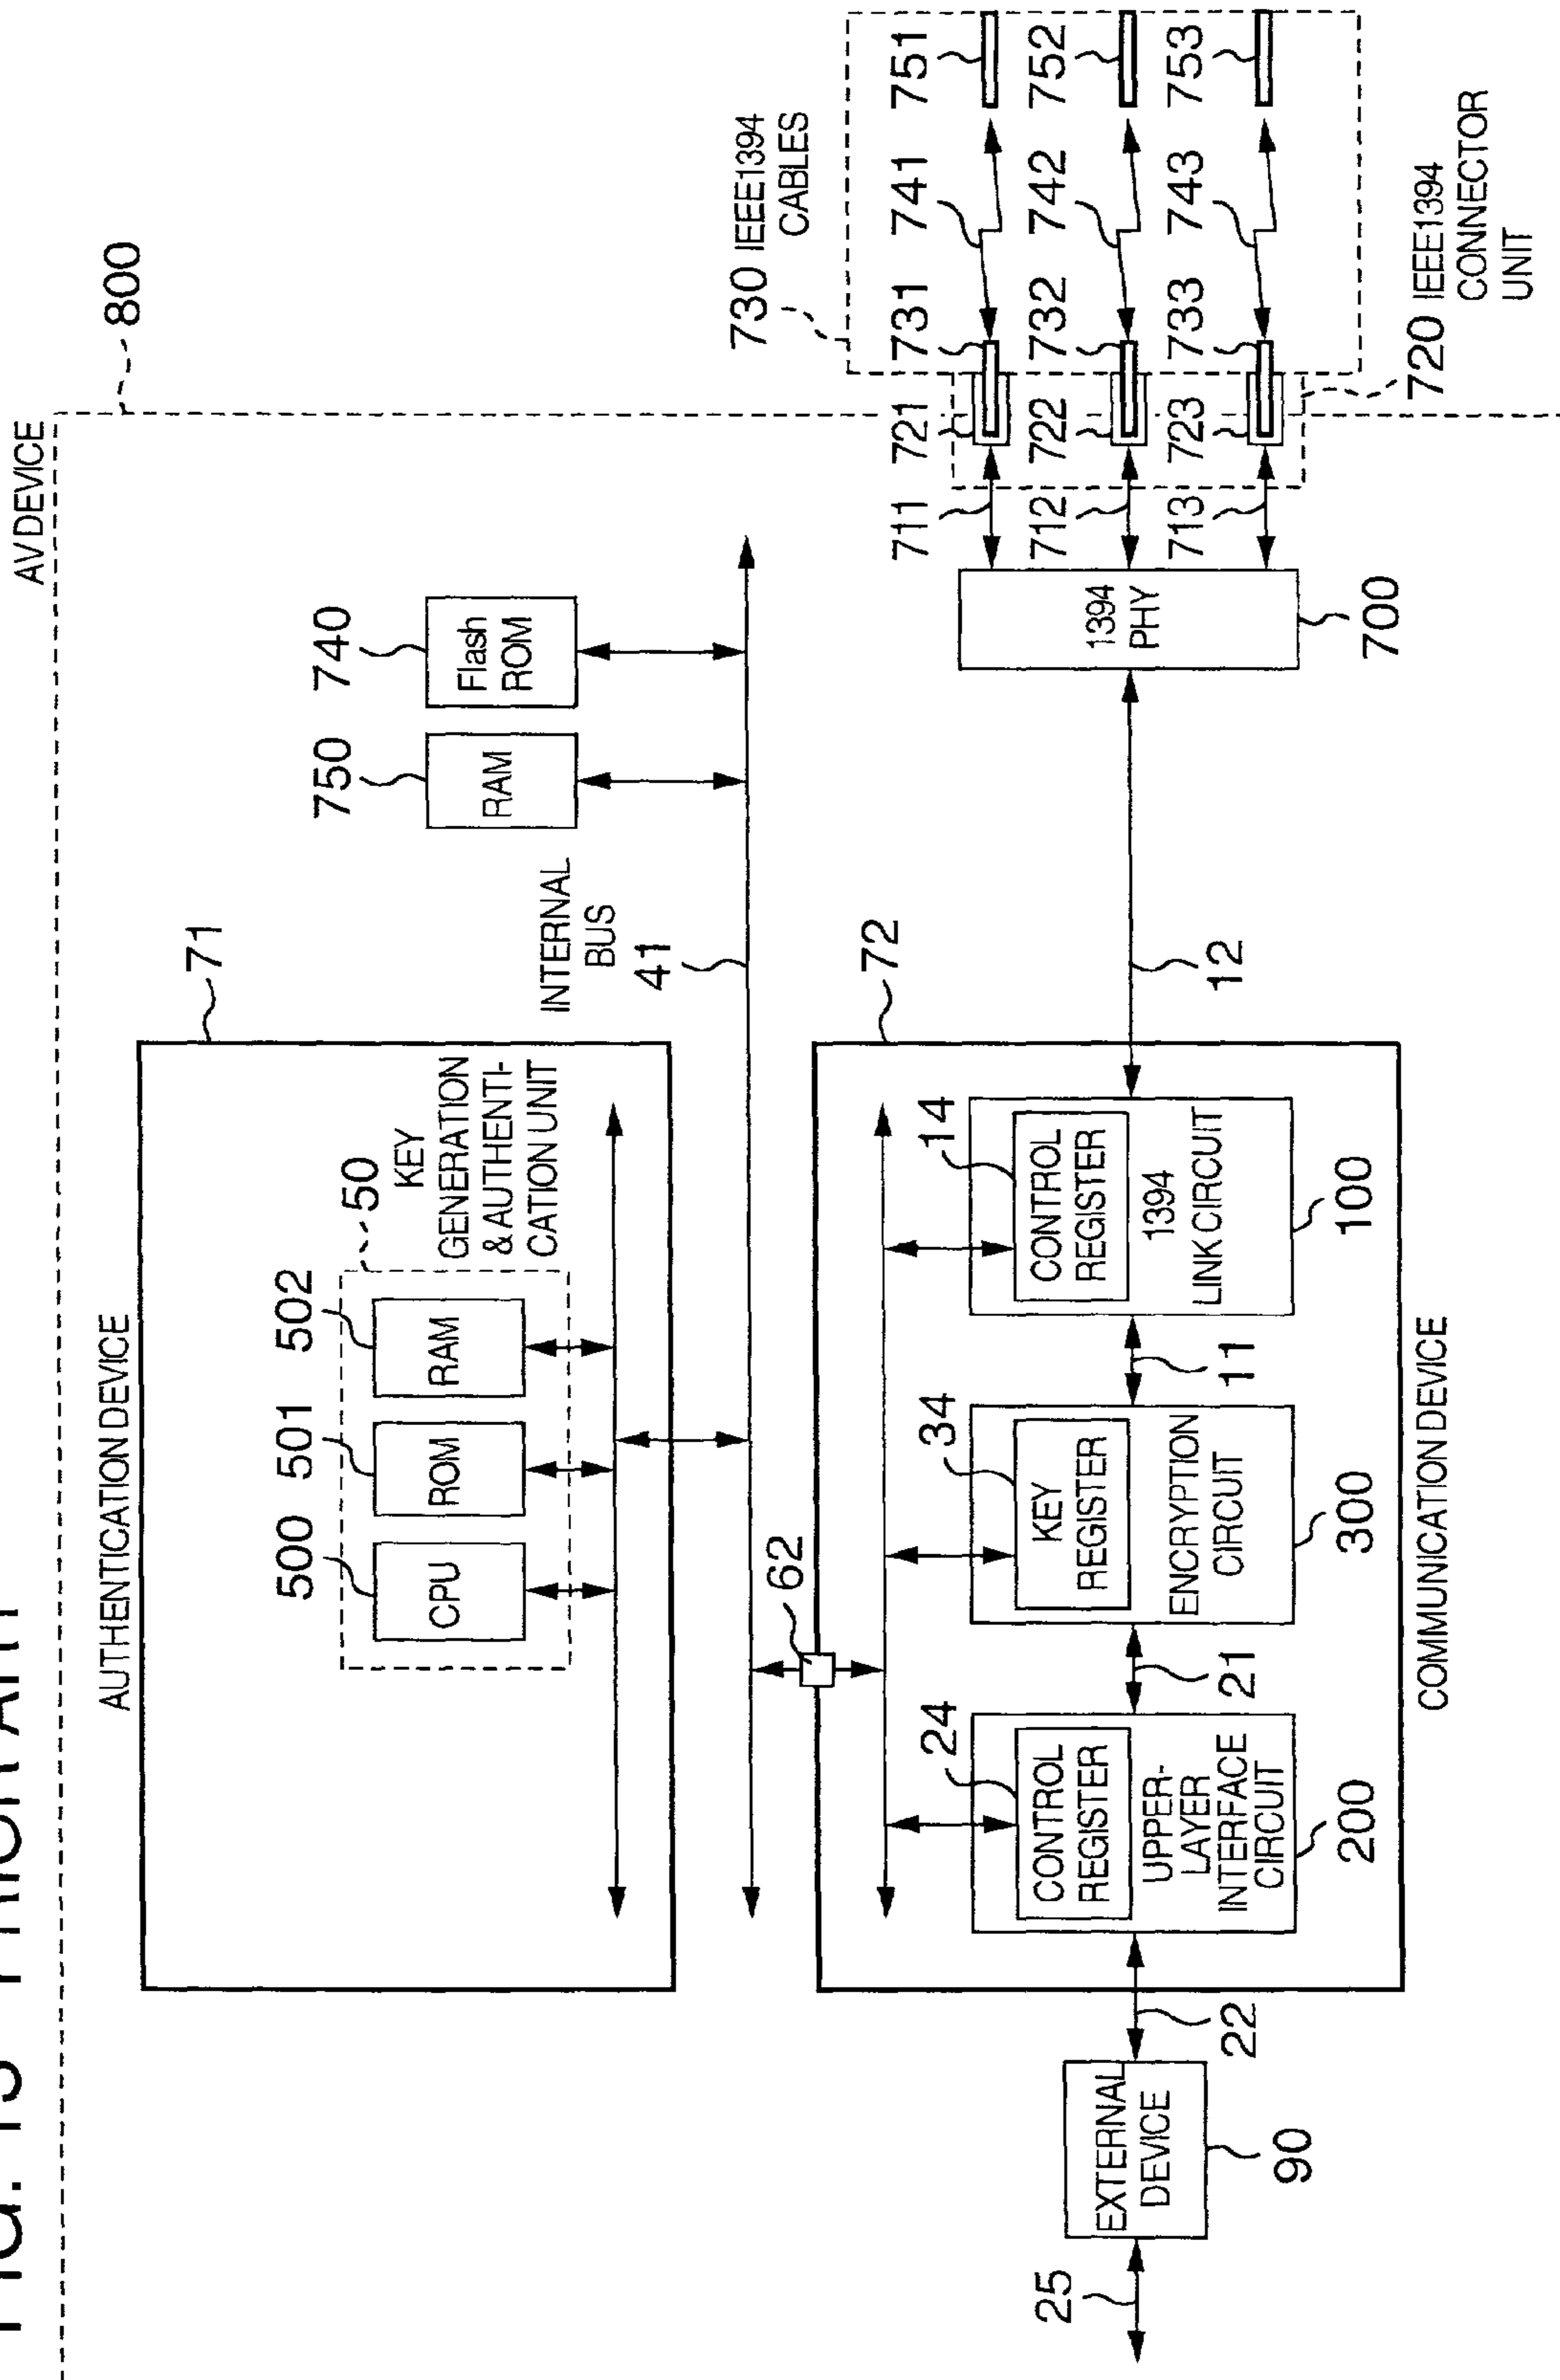 FIG. PRIOR ART
AV DEVICE
800
AUTHENTICATION DEVICE
71
500
501
502
50
KEY
GENERATION
& AUTHENTI-
CATION UNIT
CPU
ROM
RAM
750
740
RAM
Flash
ROM
INTERNAL
BUS
41
62
72
25
EXTERNAL
DEVICE
90
22
24
CONTROL
REGISTER
UPPER-
LAYER
INTERFACE
CIRCUIT
200
21
34
KEY
REGISTER
ENCRYPTION
CIRCUIT
300
11
14
CONTROL
REGISTER
1394
LINK CIRCUIT
100
COMMUNICATION DEVICE
12
1394
PHY
700
730 IEEE1394
CABLES
711
721
731
741
751
712
722
732
742
752
713
723
733
743
753
720 IEEE1394
CONNECTOR
UNIT